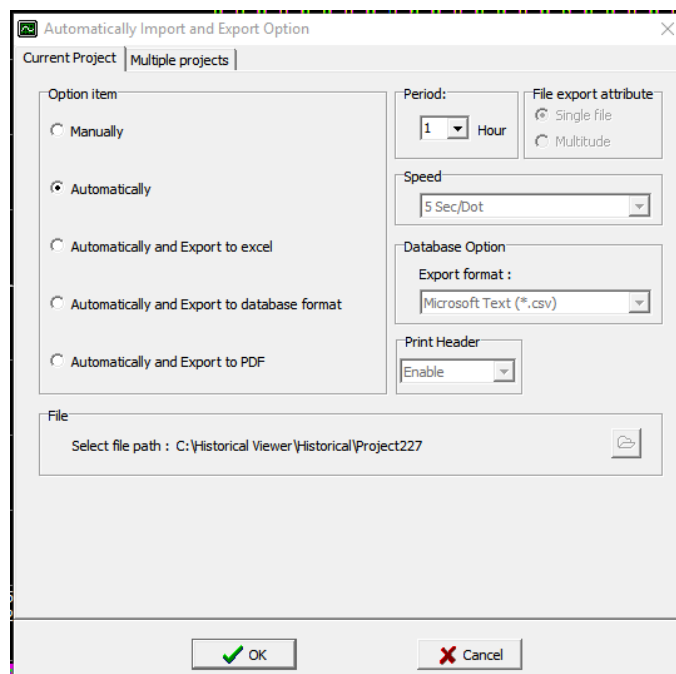 Automatically Import and Export Option
Current Project
Multiple projects
Option item
Manually
Automatically
Automatically and Export to excel
Automatically and Export to database format
Automatically and Export to PDF
Period:
1
Hour
File export attribute
Single file
Multitude
Speed
5 Sec/Dot
Database Option
Export format :
Microsoft Text (*.csv)
Print Header
Enable
File
Select file path : C:\Historical Viewer\Historical\Project227
OK
Cancel